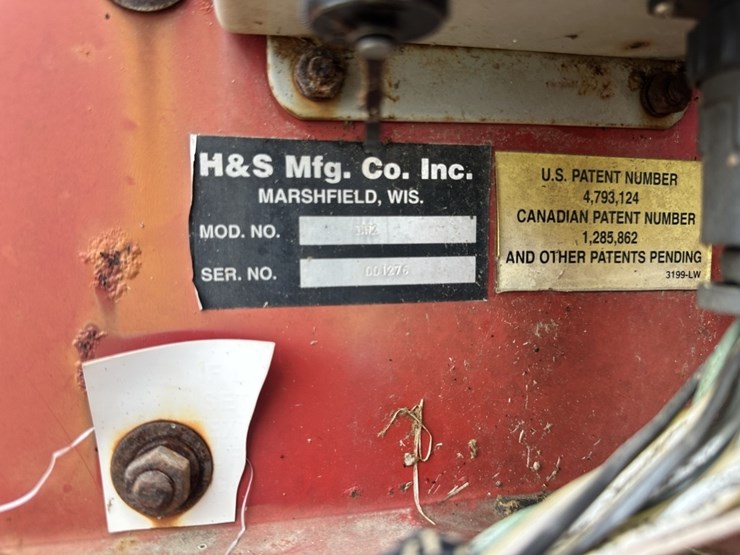 H&S Mfg. Co. Inc.
MARSHFIELD, WIS.
MOD. NO.
SER. NO.
U.S. PATENT NUMBER
4,793,124
CANADIAN PATENT NUMBER
1,285,862
AND OTHER PATENTS PENDING
3199-LW